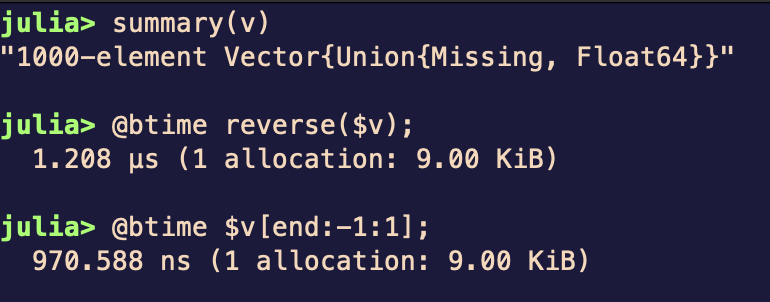 julia> summary(v)
"1000-element Vector{Union{Missing, Float64}}"
julia> @btime reverse($v);
1.208 μs (1 allocation: 9.00 KiB)
julia> @btime $v[end:-1:1];
970.588 ns (1 allocation: 9.00 KiB)